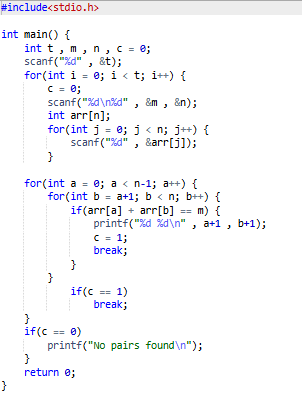 #include<stdio.h>
int main() {
int t , m , n , c = 0;
scanf("%d" , &t);
for(int i = 0; i < t; i++) {
c = 0;
scanf("%d\n%d" , &m , &n);
int arr[n];
for(int j = 0; j < n; j++) {
scanf("%d" , &arr[j]);
}
for(int a = 0; a < n-1; a++) {
for(int b = a+1; b < n; b++) {
if(arr[a] + arr[b] == m) {
printf("%d %d\n" , a+1 , b+1);
c = 1;
break;
}
}
if(c == 1)
break;
}
if(c == 0)
printf("No pairs found\n");
}
return 0;
}